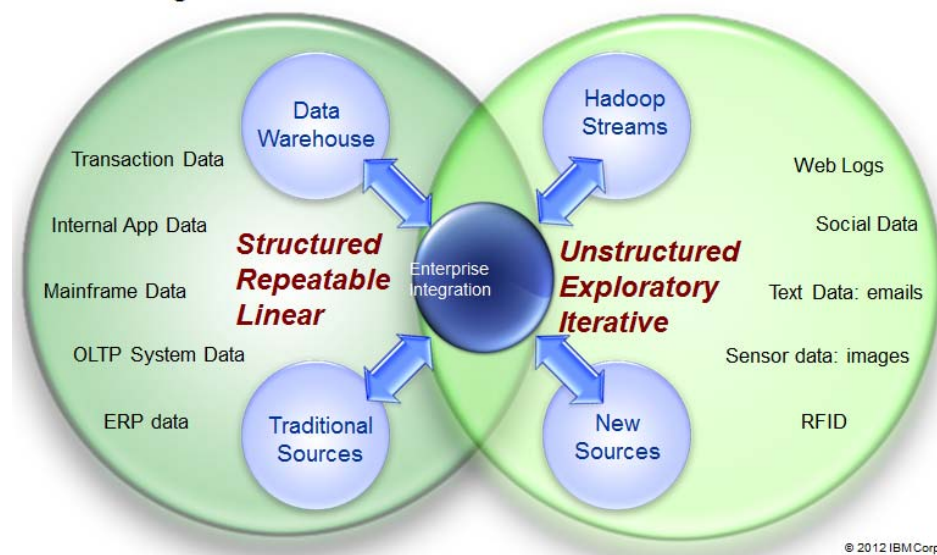 Data
Warehouse
Hadoop
Streams
Transaction Data
Internal App Data
Mainframe Data
OLTP System Data
ERP data
Structured
Repeatable
Linear
Enterprise
Integration
Unstructured
Exploratory
Iterative
Web Logs
Social Data
Text Data: emails
Sensor data: images
RFID
Traditional
Sources
New
Sources
© 2012 IBM Corp